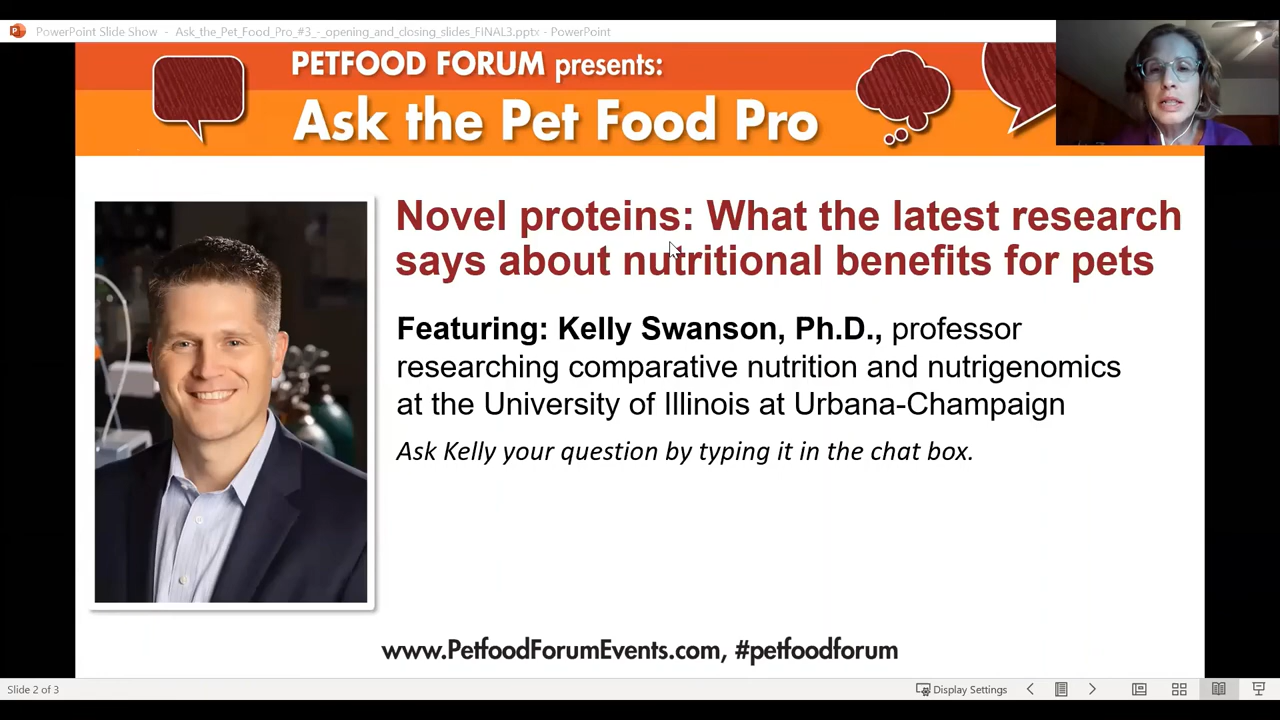 PowerPoint Slide Show - Ask_the_Pet_Food_Pro_#3_-_opening_and_closing_slides_FINAL3.pptx - PowerPoint
PETFOOD FORUM presents:
Ask the Pet Food Pro
Novel proteins: What the latest research
says about nutritional benefits for pets
Featuring: Kelly Swanson, Ph.D., professor
researching comparative nutrition and nutrigenomics
at the University of Illinois at Urbana-Champaign
Ask Kelly your question by typing it in the chat box.
www.PetfoodForumEvents.com, #petfoodforum
Slide 2 of 3
Display Settings